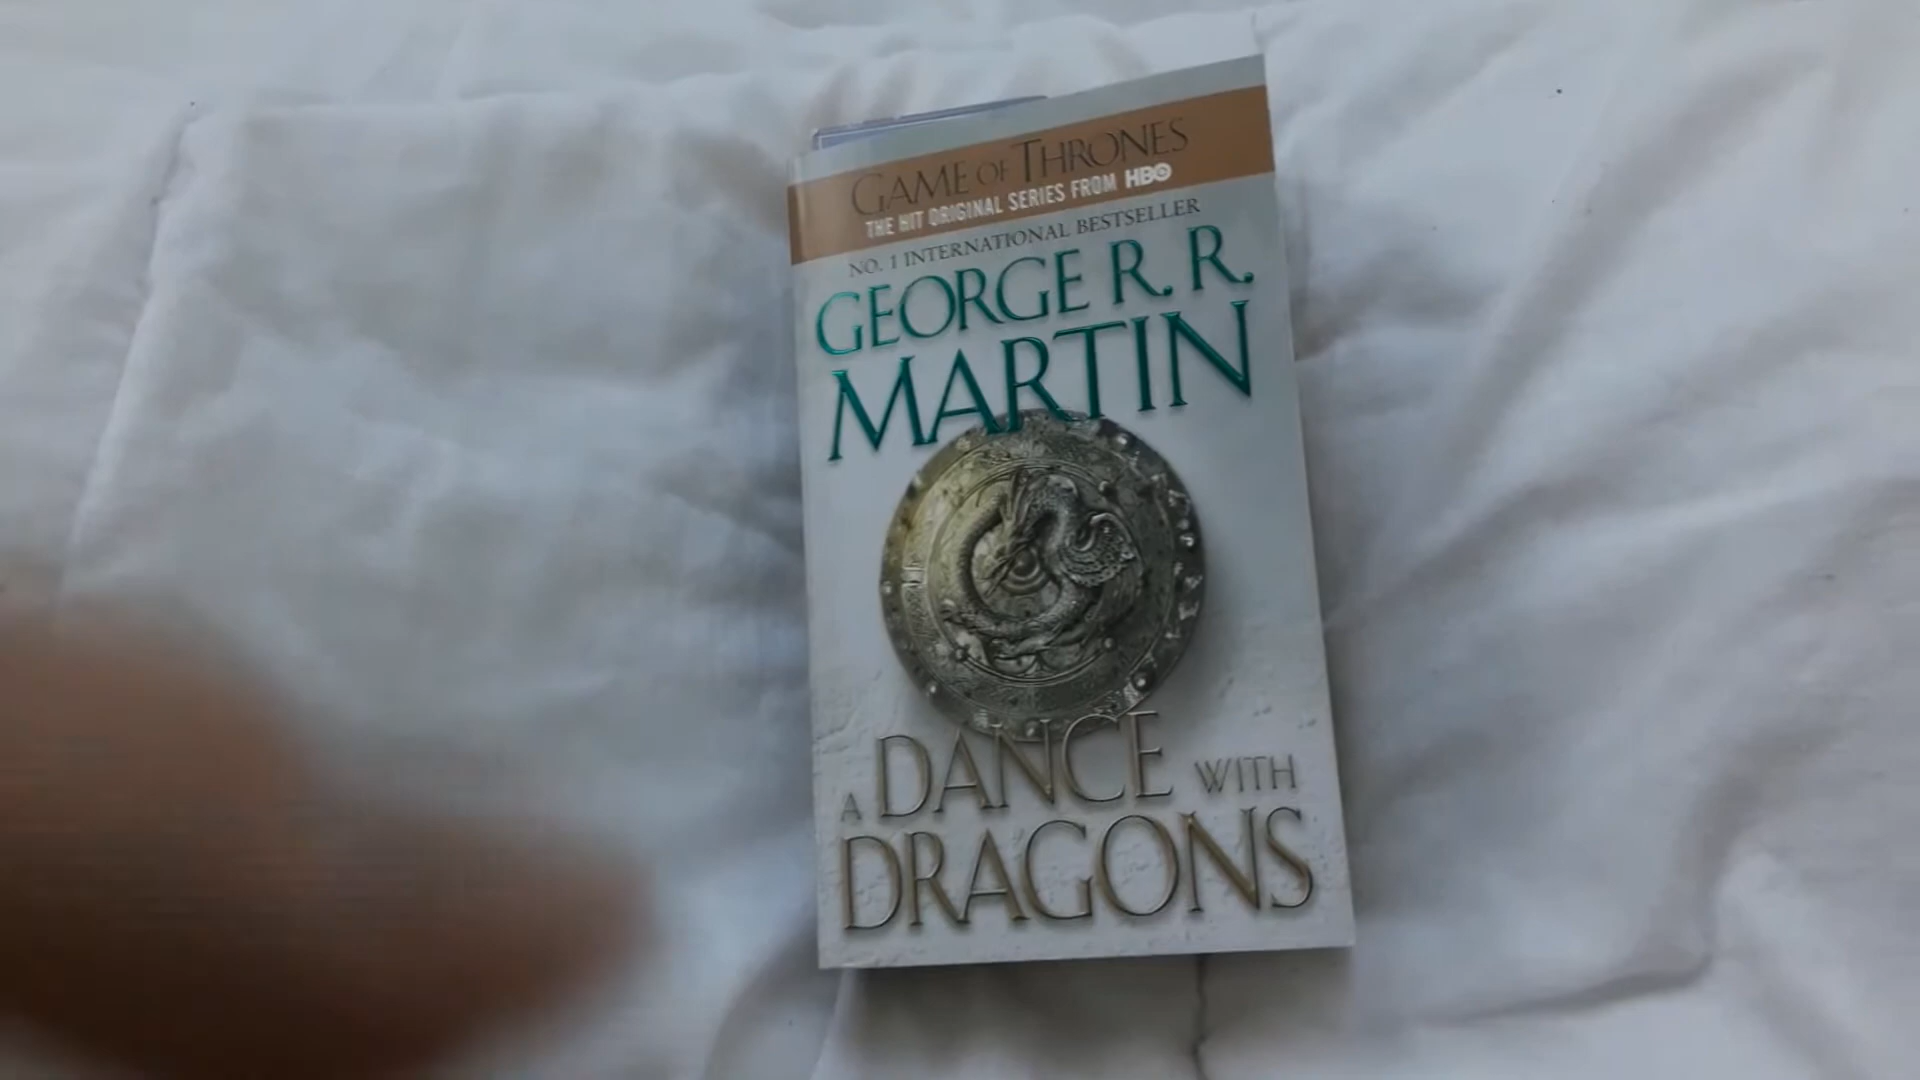 GAME OF THRONES
THE HIT ORIGINAL SERIES FROM HBO
NO. 1 INTERNATIONAL BESTSELLER
GEORGE R. R.
MARTIN
A DANCE WITH
DRAGONS